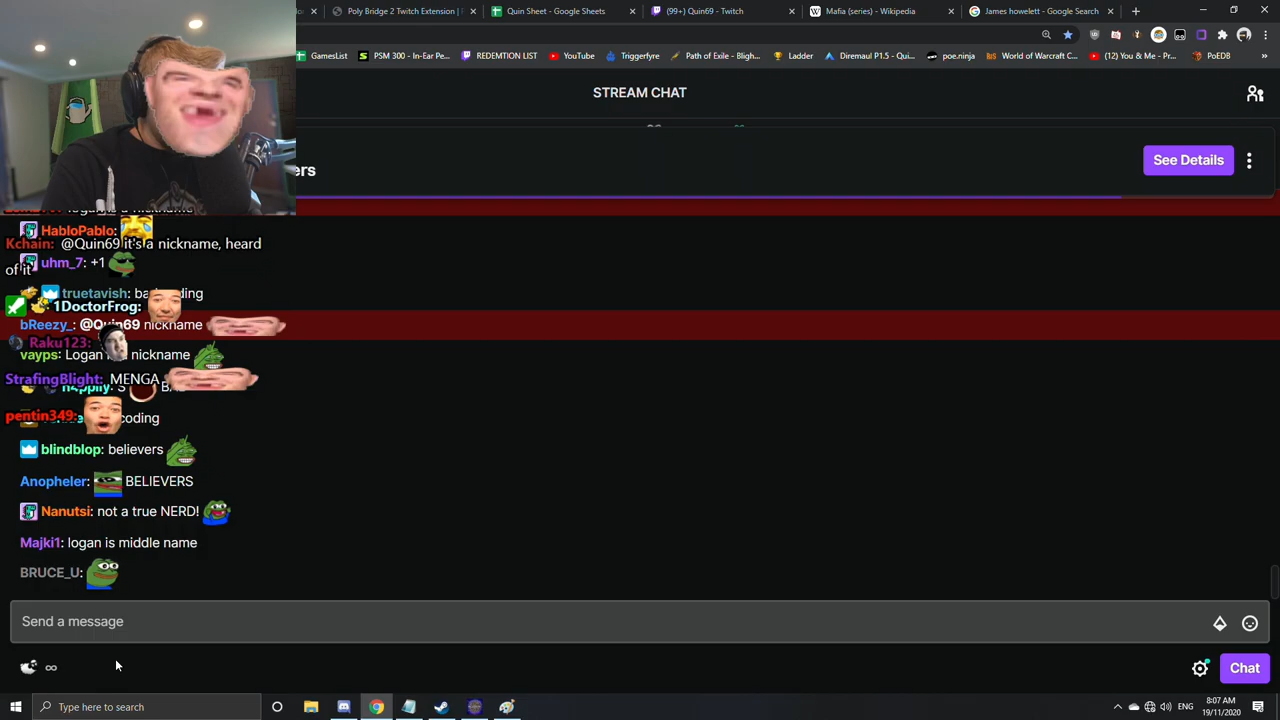 Poly Bridge 2 Twitch Extension |
Quin Sheet - Google Sheets
(99+) Quin69 - Twitch
Mafia (series) - Wikipedia
James howelett - Google Search
GamesList
PSM 300 - In-Ear Pe...
REDEMTION LIST
YouTube
Triggerfyre
Path of Exile - Bligh...
Ladder
Diremaul P1.5 - Qui...
poe.ninja
World of Warcraft C...
(12) You & Me - Pr...
PoEDB
STREAM CHAT
ers
See Details
HabloPablo:
Kchain: @Quin69 it's a nickname, heard
of it
uhm_7: +1
truetavish:
1DoctorFrog:
bReezy_: @Quin69 nickname
Raku123:
vayps: Logan nickname
StrafingBlight: MENGA
pentin349:
coding
blindblop: believers
Anopheler: BELIEVERS
Nanutsi: not a true NERD!
Majki1: logan is middle name
BRUCE_U:
Send a message
∞
Chat
Type here to search
ENG
8:07 AM
19/11/2020